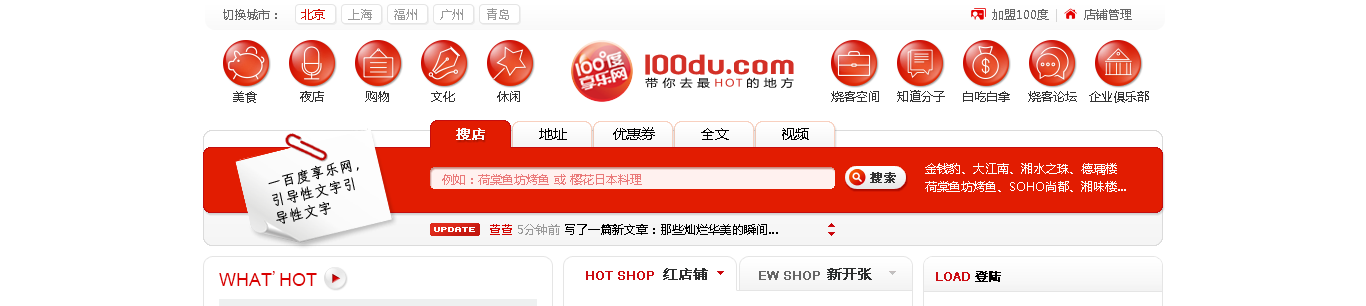 切换城市： 北京 上海 福州 广州 青岛
加盟100度 店铺管理
100°度
享乐网
100du.com
带你去最HOT的地方
美食 夜店 购物 文化 休闲
烧客空间 知道分子 白吃白拿 烧客论坛 企业俱乐部
搜店 地址 优惠券 全文 视频
一百度享乐网，
引导性文字引
导性文字
例如：荷棠鱼坊烤鱼 或 樱花日本料理
搜索
金钱豹、大江南、湘水之珠、德瑀楼
荷棠鱼坊烤鱼、SOHO尚都、湘味楼...
UPDATE 萱萱 5分钟前 写了一篇新文章：那些灿烂华美的瞬间...
WHAT' HOT
HOT SHOP 红店铺
EW SHOP 新开张
LOAD 登陆